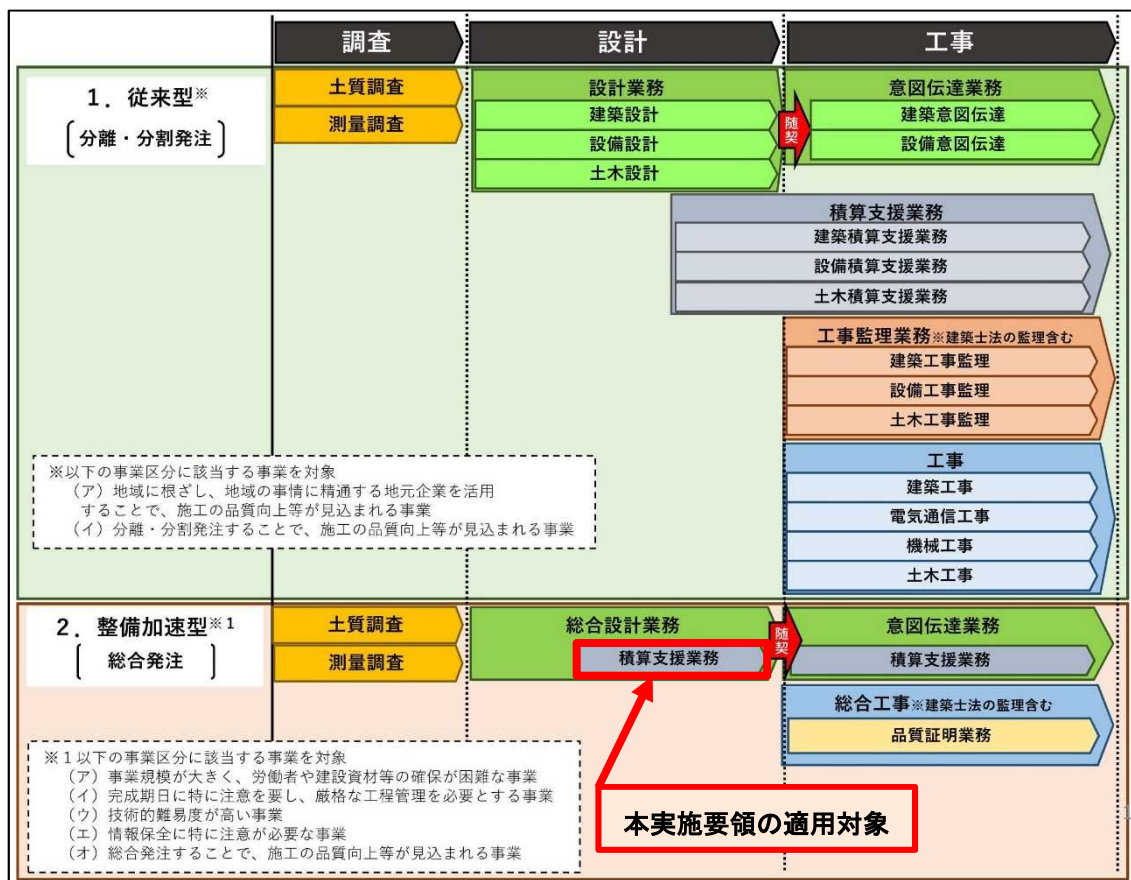 調査
設計
工事
1．従来型※
分離・分割発注
土質調査
測量調査
設計業務
建築設計
設備設計
土木設計
随契
意図伝達業務
建築意図伝達
設備意図伝達
積算支援業務
建築積算支援業務
設備積算支援業務
土木積算支援業務
工事監理業務※建築士法の監理含む
建築工事監理
設備工事監理
土木工事監理
工事
建築工事
電気通信工事
機械工事
土木工事
※以下の事業区分に該当する事業を対象
（ア）地域に根ざし、地域の事情に精通する地元企業を活用
することで、施工の品質向上等が見込まれる事業
（イ）分離・分割発注することで、施工の品質向上等が見込まれる事業
2．整備加速型※1
総合発注
土質調査
測量調査
総合設計業務
積算支援業務
随契
意図伝達業務
積算支援業務
総合工事※建築士法の監理含む
品質証明業務
※1以下の事業区分に該当する事業を対象
（ア）事業規模が大きく、労働者や建設資材等の確保が困難な事業
（イ）完成期日に特に注意を要し、厳格な工程管理を必要とする事業
（ウ）技術的難易度が高い事業
（エ）情報保全に特に注意が必要な事業
（オ）総合発注することで、施工の品質向上等が見込まれる事業
本実施要領の適用対象
1